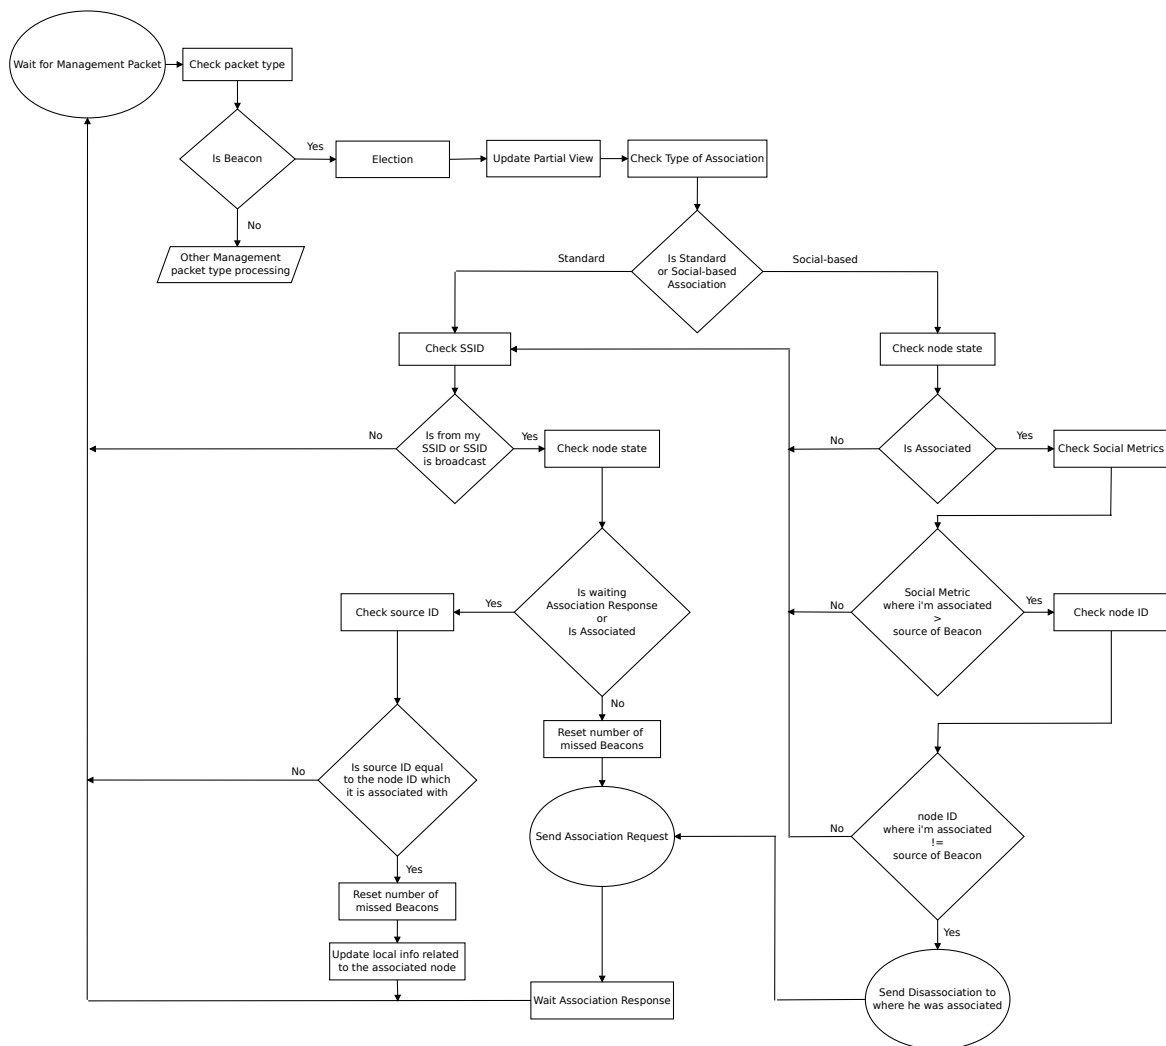 Wait for Management Packet
Check packet type
Is Beacon
Yes
Election
Update Partial View
Check Type of Association
No
Other Management
packet type processing
Is Standard
or Social-based
Association
Standard
Social-based
Check SSID
Check node state
Is from my
SSID or SSID
is broadcast
No
Yes
Check node state
Is Associated
No
Yes
Check Social Metrics
Is waiting
Association Response
or
Is Associated
Yes
Check source ID
No
Social Metric
where i'm associated
>
source of Beacon
No
Yes
Check node ID
Reset number of
missed Beacons
Is source ID equal
to the node ID which
it is associated with
No
Yes
Send Association Request
node ID
where i'm associated
!=
source of Beacon
No
Yes
Reset number of
missed Beacons
Update local info related
to the associated node
Wait Association Response
Send Disassociation to
where he was associated